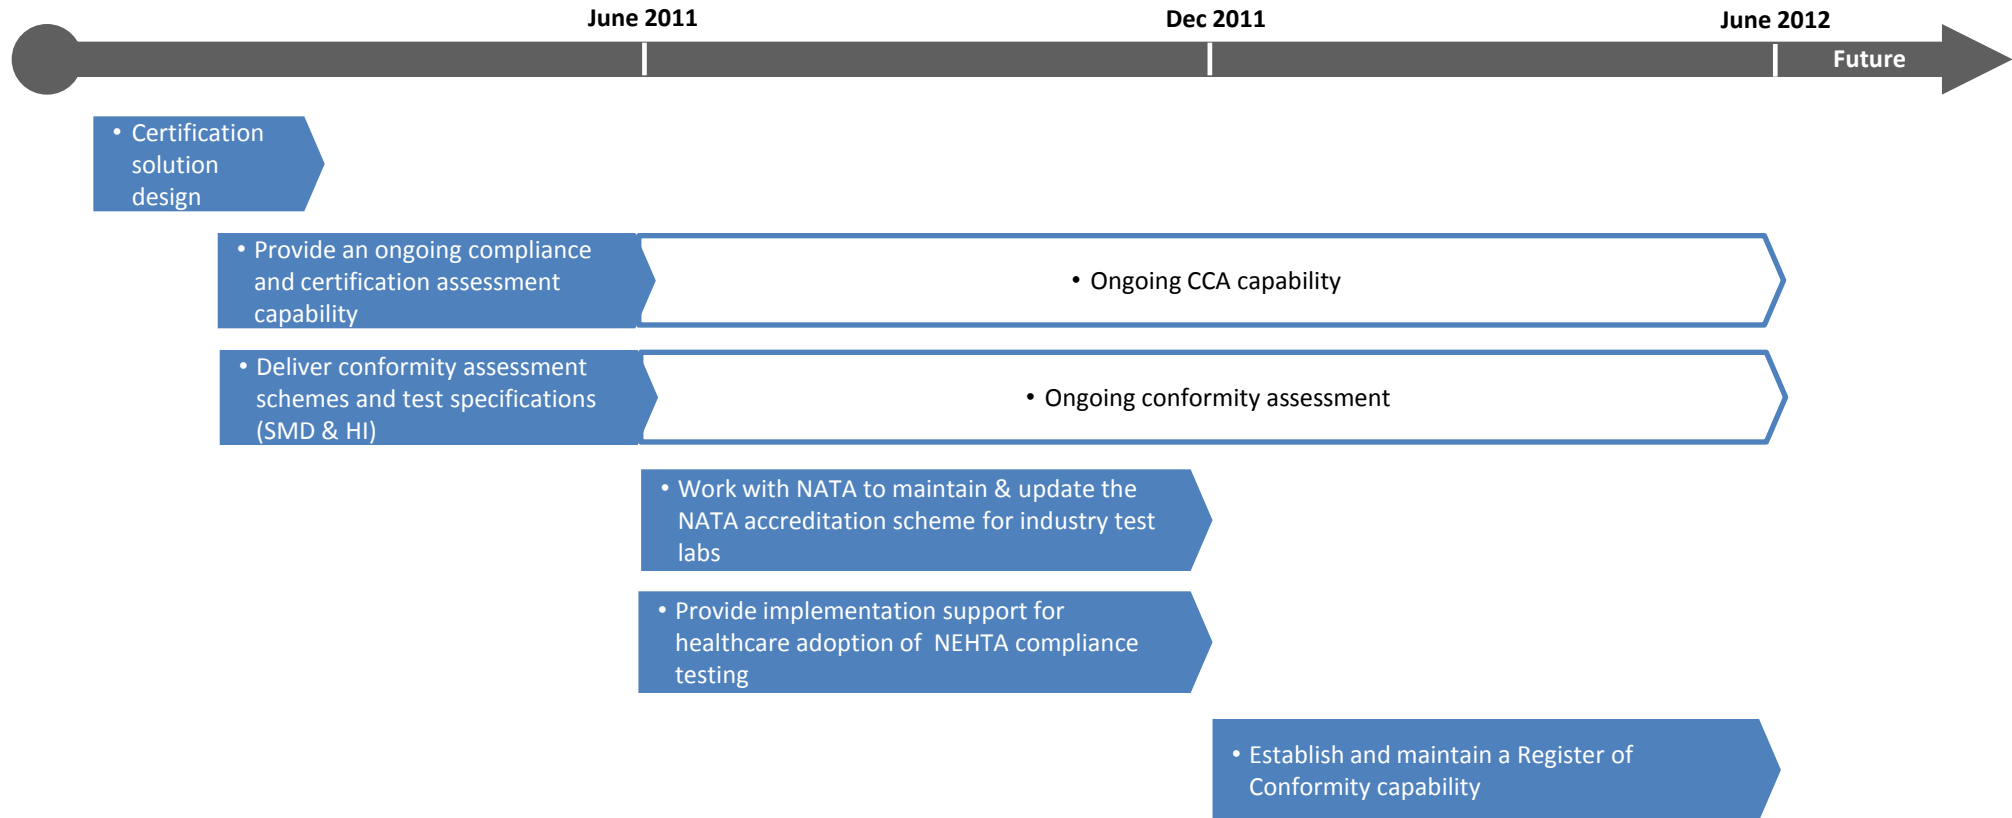 June 2011
Dec 2011
June 2012
Future
• Certification
solution
design
• Provide an ongoing compliance
and certification assessment
capability
• Ongoing CCA capability
• Deliver conformity assessment
schemes and test specifications
(SMD & HI)
• Ongoing conformity assessment
• Work with NATA to maintain & update the
NATA accreditation scheme for industry test
labs
• Provide implementation support for
healthcare adoption of  NEHTA compliance
testing
• Establish and maintain a Register of
Conformity capability